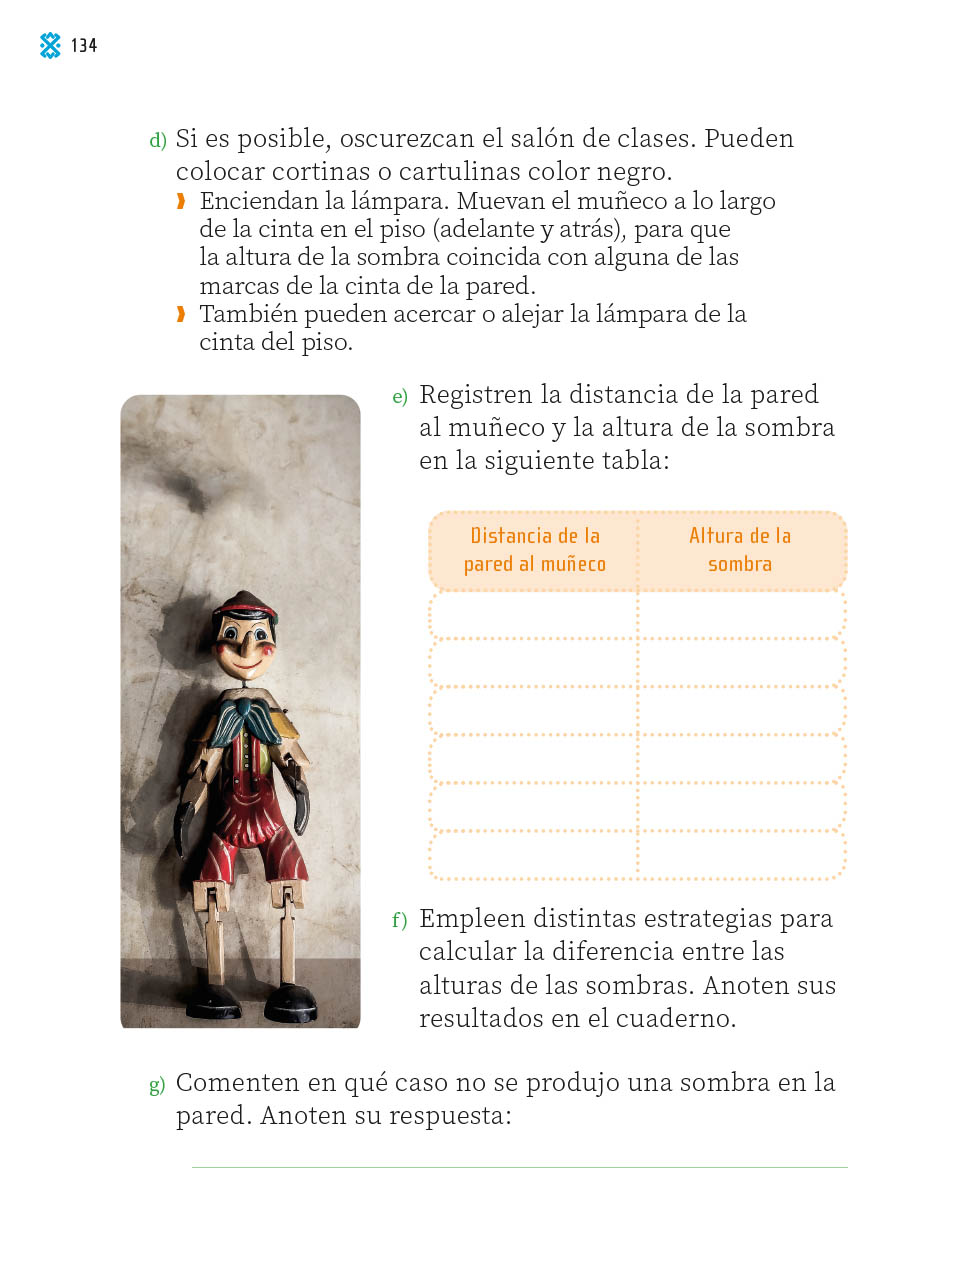 134
d) Si es posible, oscurezcan el salón de clases. Pueden
colocar cortinas o cartulinas color negro.
Enciendan la lámpara. Muevan el muñeco a lo largo
de la cinta en el piso (adelante y atrás), para que
la altura de la sombra coincida con alguna de las
marcas de la cinta de la pared.
También pueden acercar o alejar la lámpara de la
cinta del piso.
e) Registren la distancia de la pared
al muñeco y la altura de la sombra
en la siguiente tabla:
Distancia de la
pared al muñeco
Altura de la
sombra
f) Empleen distintas estrategias para
calcular la diferencia entre las
alturas de las sombras. Anoten sus
resultados en el cuaderno.
g) Comenten en qué caso no se produjo una sombra en la
pared. Anoten su respuesta: